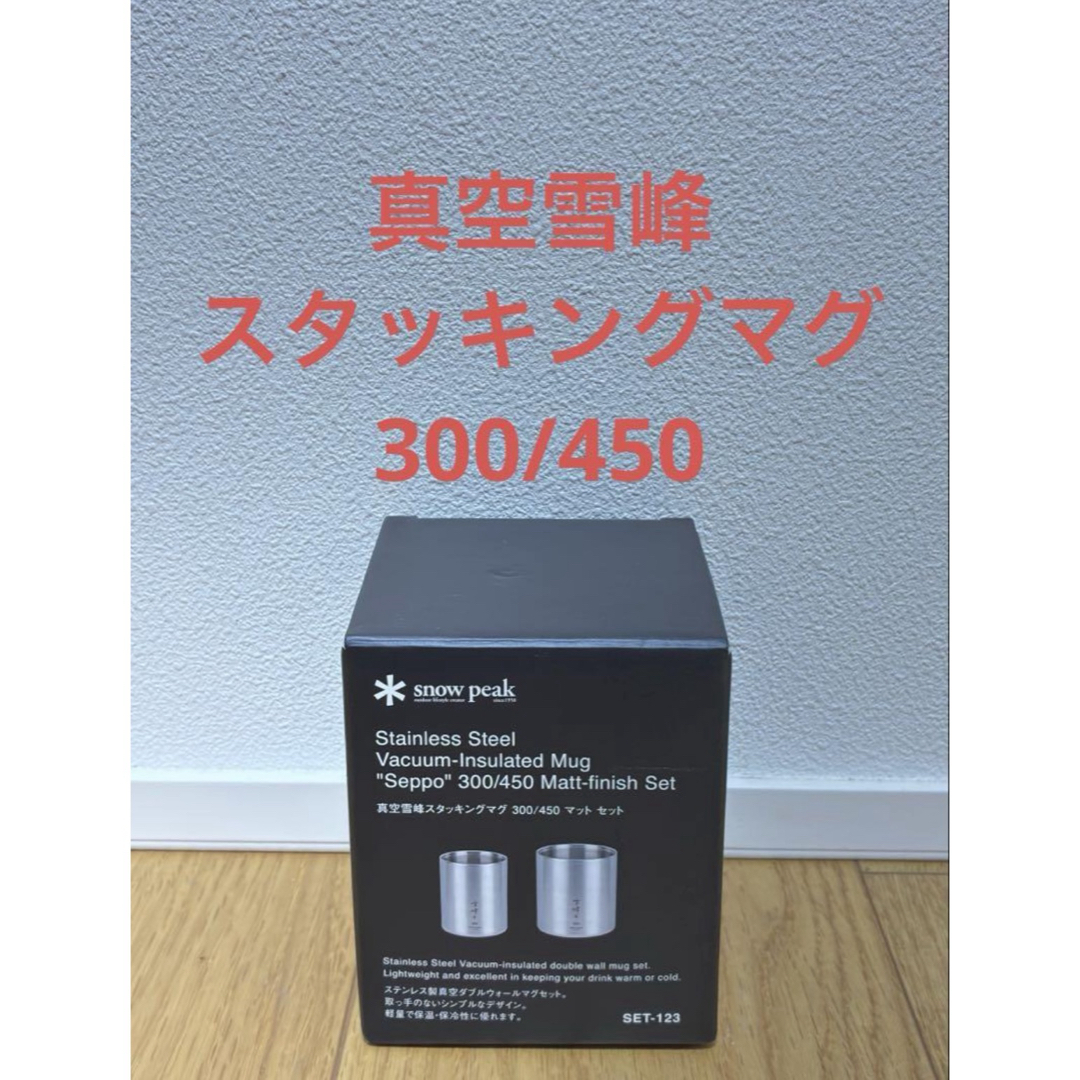 真空雪峰
スタッキングマグ
300/450
snow peak
Stainless Steel
Vacuum-Insulated Mug
"Seppo" 300/450 Matt-finish Set
真空雪峰スタッキングマグ 300/450 マット セット
Stainless Steel Vacuum-insulated double wall mug set.
Lightweight and excellent in keeping your drink warm or cold.
ステンレス製真空ダブルウォールマグセット。
取っ手のないシンプルなデザイン。
軽量で保温・保冷性に優れます。
SET-123